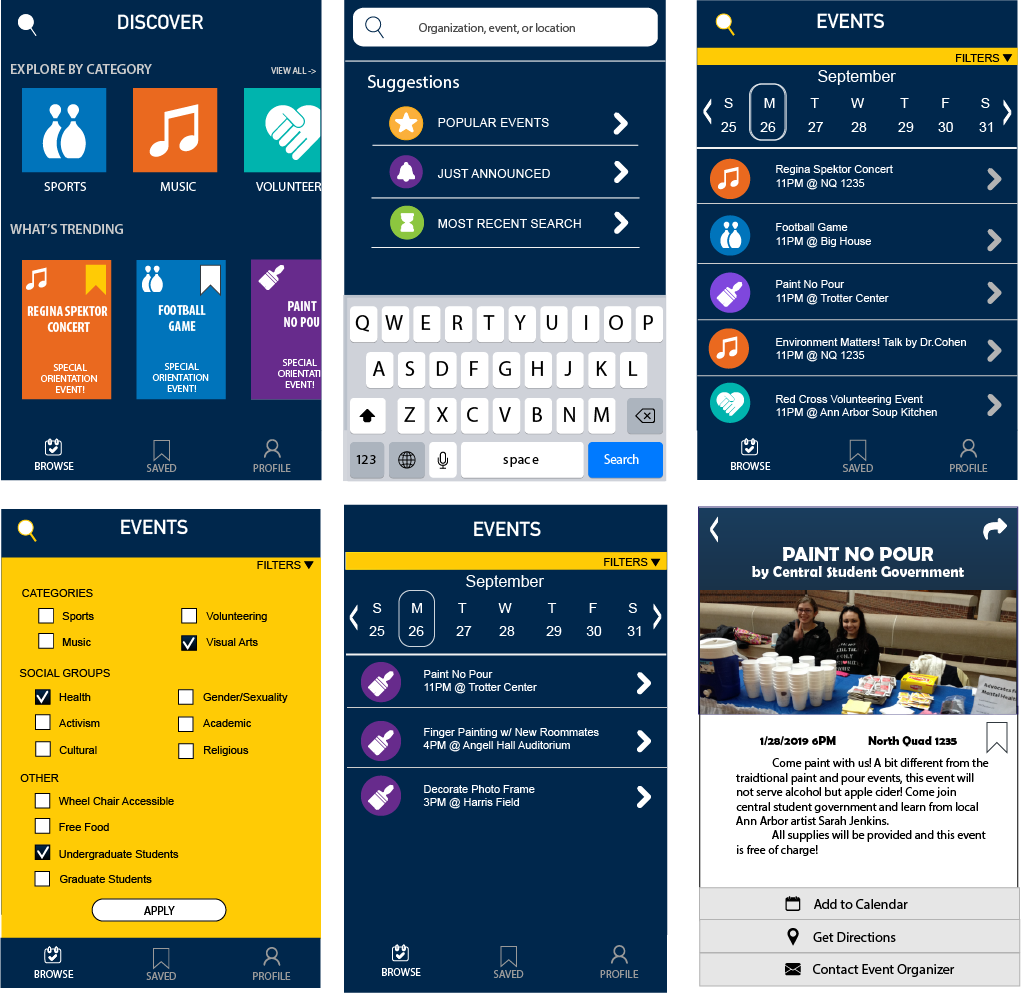 DISCOVER
EXPLORE BY CATEGORY
VIEW ALL ->
SPORTS
MUSIC
VOLUNTEER
WHAT'S TRENDING
REGINA SPEKTOR
CONCERT
SPECIAL
ORIENTATION
EVENT!
FOOTBALL
GAME
SPECIAL
ORIENTATION
EVENT!
PAINT
NO POU
SPECIAL
ORIENTATI
EVENT!
BROWSE
SAVED
PROFILE
Organization, event, or location
Suggestions
POPULAR EVENTS
JUST ANNOUNCED
MOST RECENT SEARCH
Q W E R T Y U I O P
A S D F G H J K L
Z X C V B N M
123
space
Search
EVENTS
FILTERS ▼
September
S M T W T F S
25 26 27 28 29 30 31
Regina Spektor Concert
11PM @ NQ 1235
Football Game
11PM @ Big House
Paint No Pour
11PM @ Trotter Center
Environment Matters! Talk by Dr.Cohen
11PM @ NQ 1235
Red Cross Volunteering Event
11PM @ Ann Arbor Soup Kitchen
BROWSE
SAVED
PROFILE
EVENTS
FILTERS ▼
CATEGORIES
Sports
Volunteering
Music
Visual Arts
SOCIAL GROUPS
Health
Gender/Sexuality
Activism
Academic
Cultural
Religious
OTHER
Wheel Chair Accessible
Free Food
Undergraduate Students
Graduate Students
APPLY
BROWSE
SAVED
PROFILE
EVENTS
FILTERS ▼
September
S M T W T F S
25 26 27 28 29 30 31
Paint No Pour
11PM @ Trotter Center
Finger Painting w/ New Roommates
4PM @ Angell Hall Auditorium
Decorate Photo Frame
3PM @ Harris Field
BROWSE
SAVED
PROFILE
PAINT NO POUR
by Central Student Government
Advocates for
Mental Health
1/28/2019 6PM
North Quad 1235
Come paint with us! A bit different from the
traidtional paint and pour events, this event will
not serve alcohol but apple cider! Come join
central student government and learn from local
Ann Arbor artist Sarah Jenkins.
All supplies will be provided and this event
is free of charge!
Add to Calendar
Get Directions
Contact Event Organizer